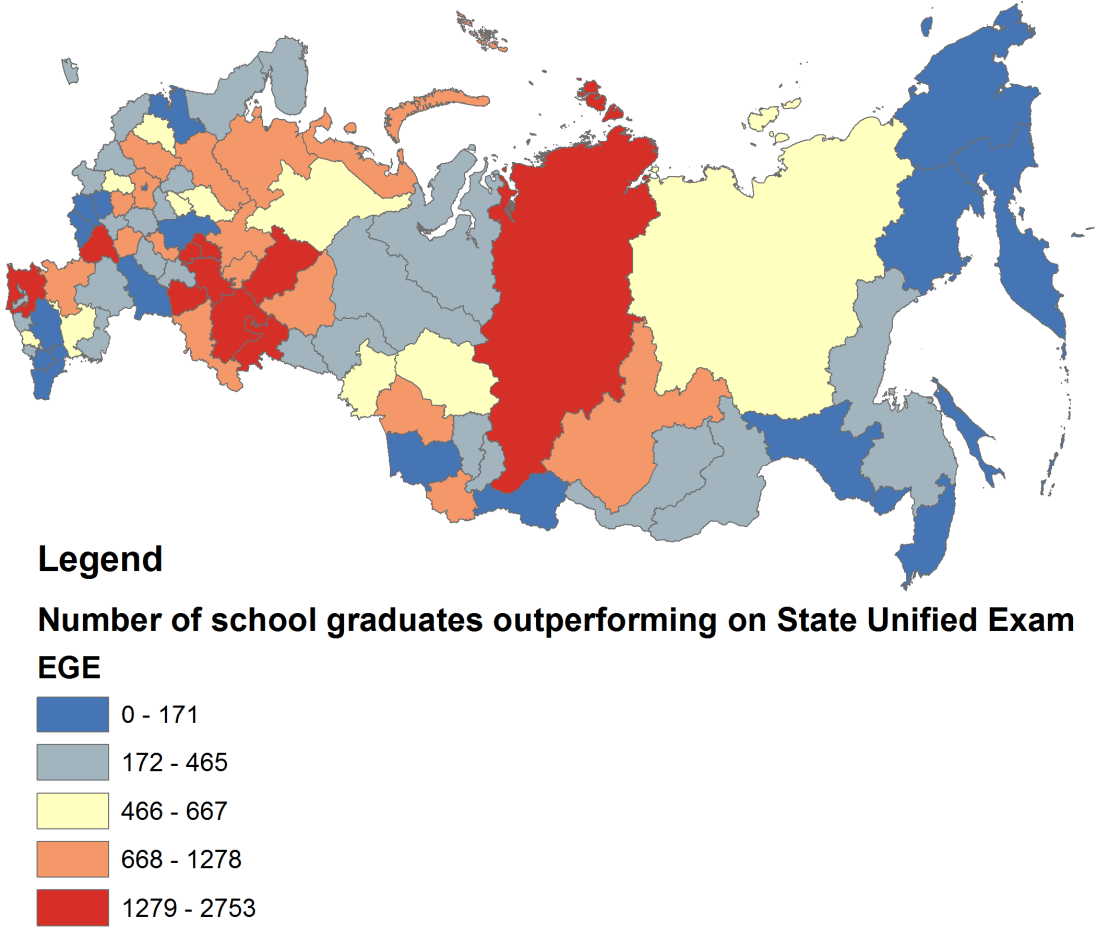 Legend
Number of school graduates outperforming on State Unified Exam
EGE
0 - 171
172 - 465
466 - 667
668 - 1278
1279 - 2753